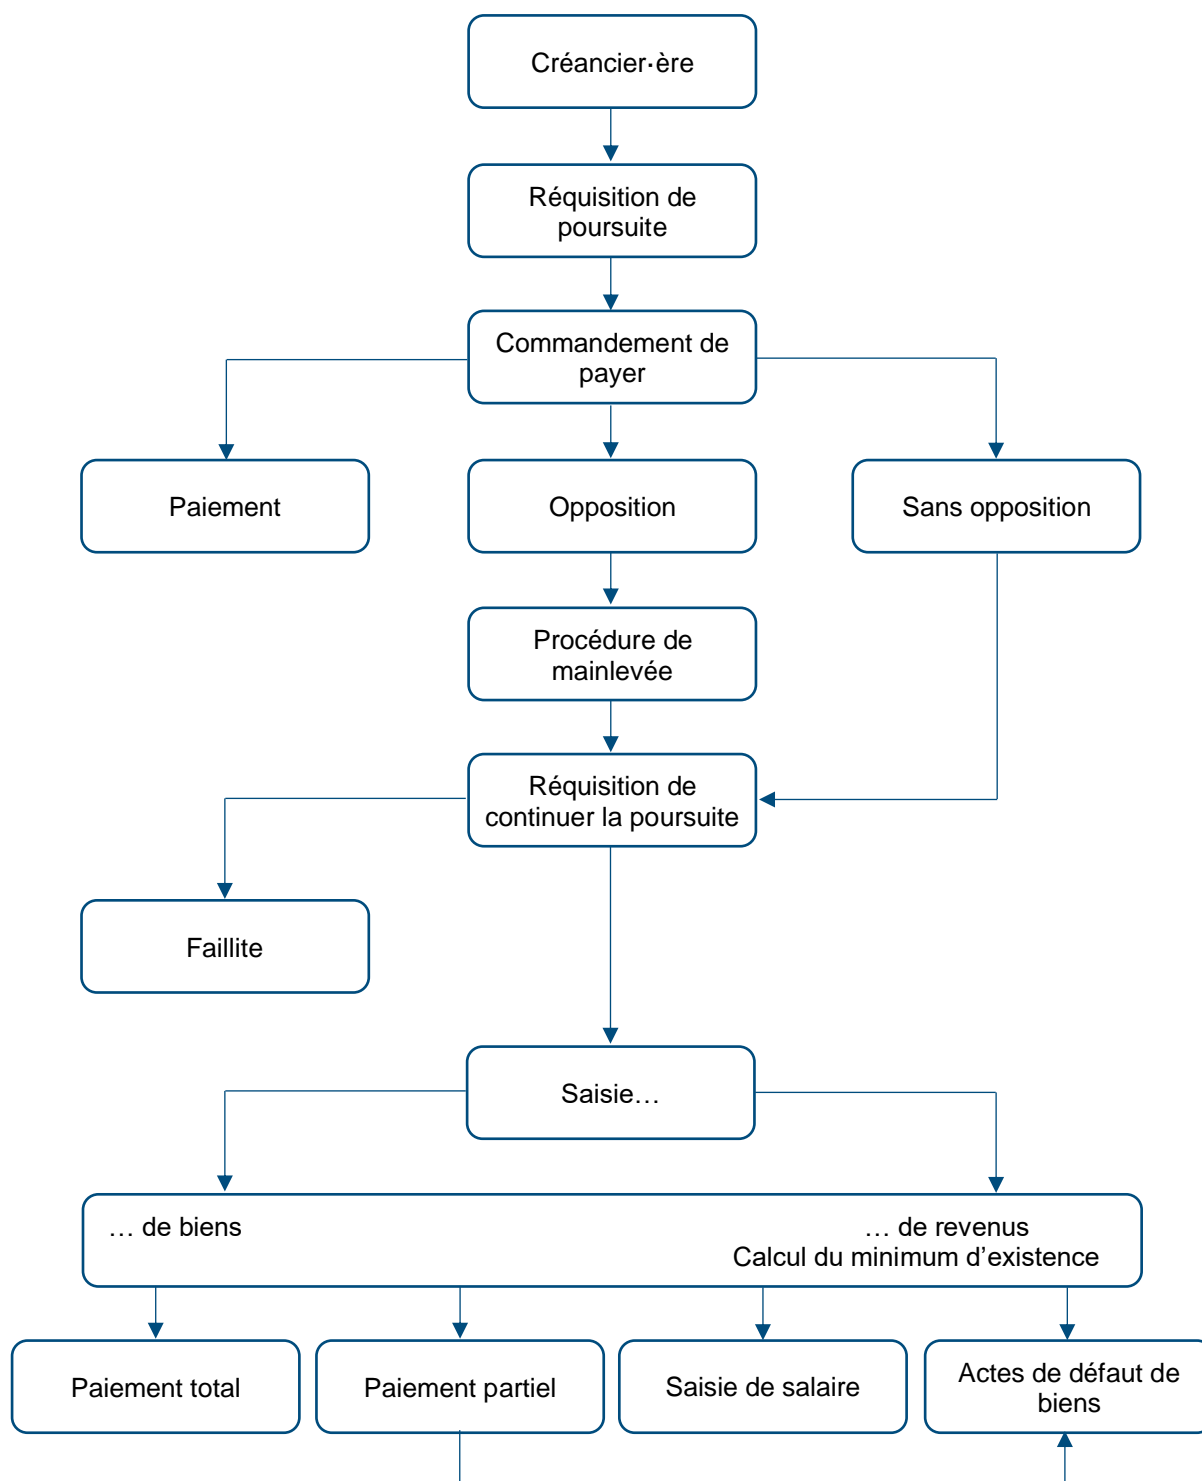 Créancier·ère
Réquisition de
poursuite
Commandement de
payer
Paiement
Opposition
Sans opposition
Procédure de
mainlevée
Réquisition de
continuer la poursuite
Faillite
Saisie…
… de biens
… de revenus
Calcul du minimum d’existence
Paiement total
Paiement partiel
Saisie de salaire
Actes de défaut de
biens